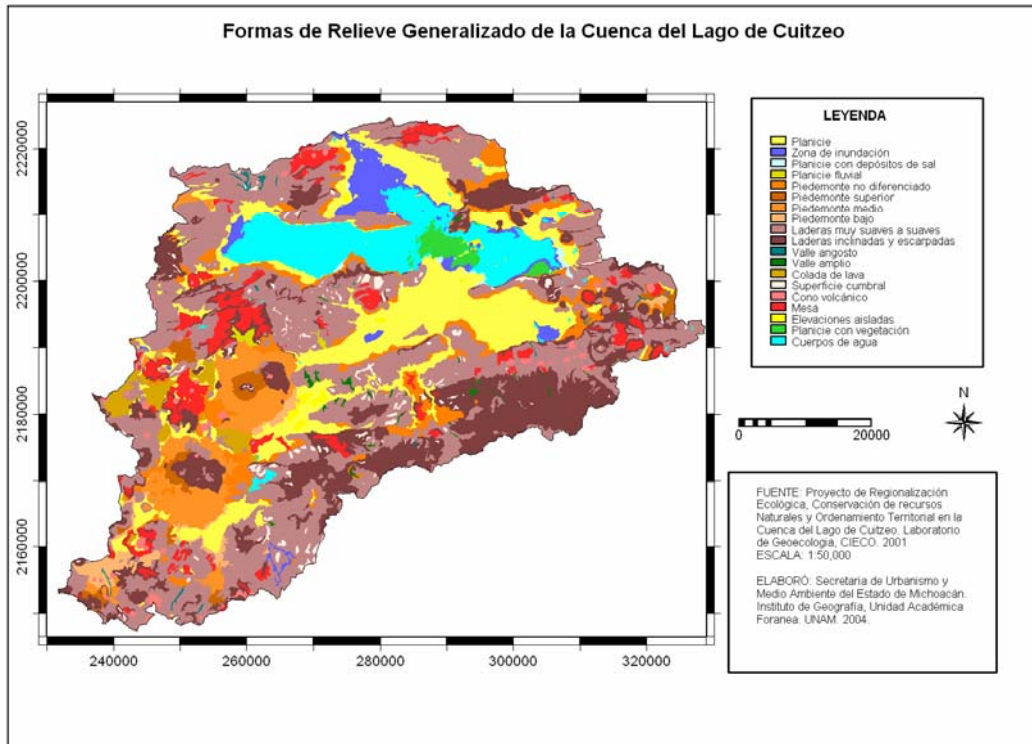 Formas de Relieve Generalizado de la Cuenca del Lago de Cuitzeo
2220000
2200000
2180000
2160000
240000
260000
280000
300000
320000
LEYENDA
Planicie
Zona de inundación
Planicie con depósitos de sal
Planicie fluvial
Piedemonte no diferenciado
Piedemonte superior
Piedemonte medio
Piedemonte bajo
Laderas muy suaves a suaves
Laderas inclinadas y escarpadas
Valle angosto
Valle amplio
Colada de lava
Superficie cumbral
Cono volcánico
Mesa
Elevaciones aisladas
Planicie con vegetación
Cuerpos de agua
N
0 20000
FUENTE: Proyecto de Regionalización
Ecológica, Conservación de recursos
Naturales y Ordenamiento Territorial en la
Cuenca del Lago de Cuitzeo. Laboratorio
de Geoecología, CIECO. 2001
ESCALA: 1:50,000
ELABORÓ: Secretaria de Urbanismo y
Medio Ambiente del Estado de Michoacán.
Instituto de Geografía, Unidad Académica
Foranea. UNAM. 2004.